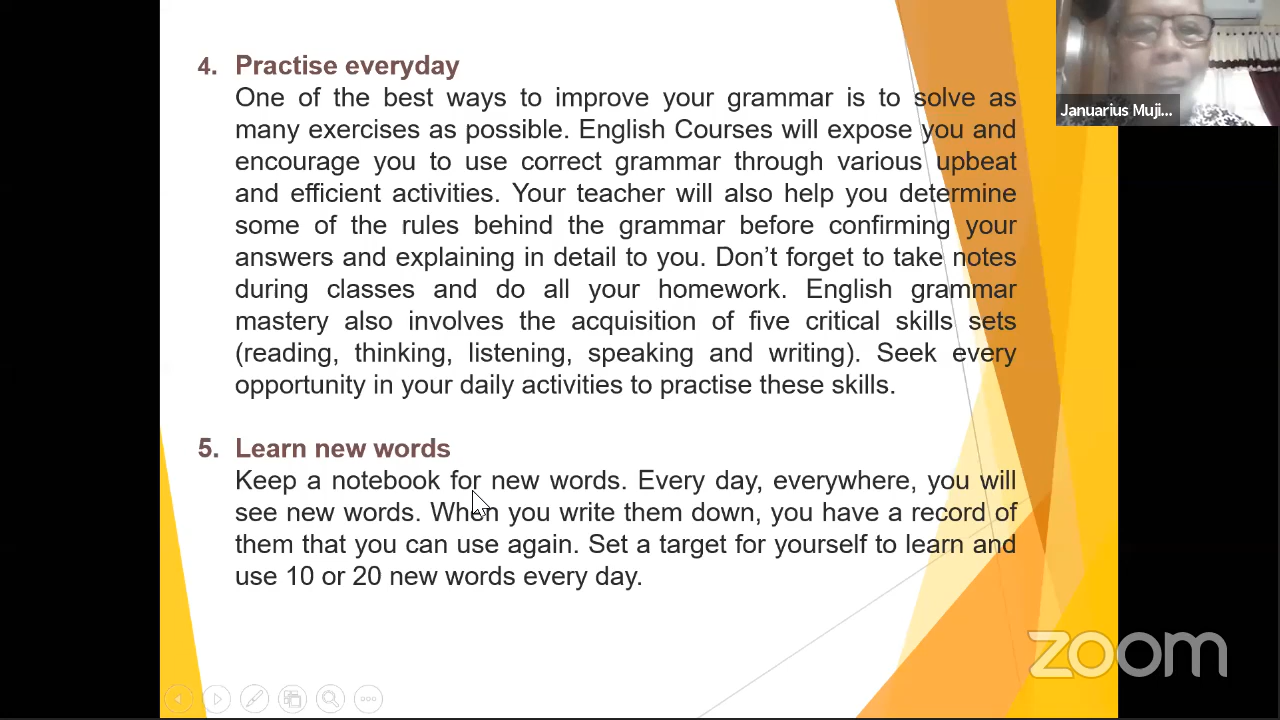 4. Practise everyday
One of the best ways to improve your grammar is to solve as
many exercises as possible. English Courses will expose you and
encourage you to use correct grammar through various upbeat
and efficient activities. Your teacher will also help you determine
some of the rules behind the grammar before confirming your
answers and explaining in detail to you. Don’t forget to take notes
during classes and do all your homework. English grammar
mastery also involves the acquisition of five critical skills sets
(reading, thinking, listening, speaking and writing). Seek every
opportunity in your daily activities to practise these skills.
5. Learn new words
Keep a notebook for new words. Every day, everywhere, you will
see new words. When you write them down, you have a record of
them that you can use again. Set a target for yourself to learn and
use 10 or 20 new words every day.
Januarius Muji...
zoom